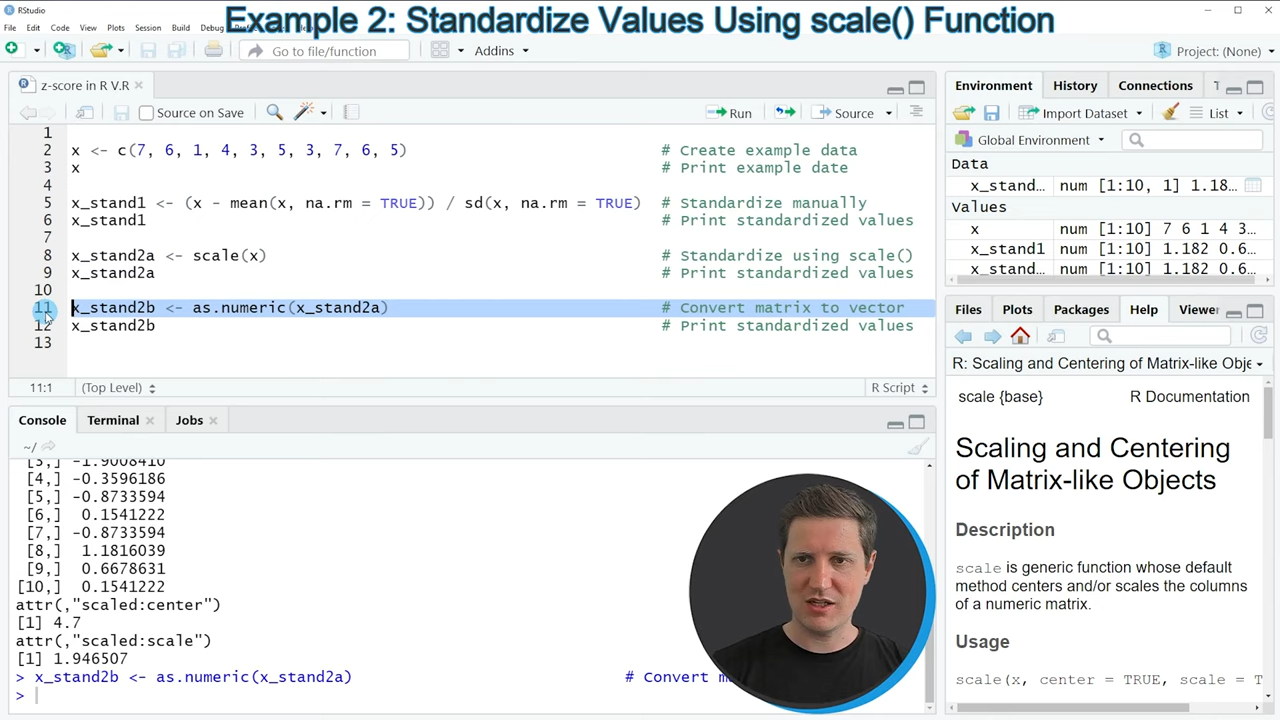 RStudio
Example 2: Standardize Values Using scale() Function
File Edit Code View Plots Session Build Debug
Go to file/function
Addins
Project: (None)
z-score in R V.R
Source on Save
Run
Source
1
2 x <- c(7, 6, 1, 4, 3, 5, 3, 7, 6, 5) # Create example data
3 x # Print example date
4
5 x_stand1 <- (x - mean(x, na.rm = TRUE)) / sd(x, na.rm = TRUE) # Standardize manually
6 x_stand1 # Print standardized values
7
8 x_stand2a <- scale(x) # Standardize using scale()
9 x_stand2a # Print standardized values
10
11 x_stand2b <- as.numeric(x_stand2a) # Convert matrix to vector
12 x_stand2b # Print standardized values
13
11:1 (Top Level) R Script
Console Terminal Jobs
~/
[3,] -1.9008410
[4,] -0.3596186
[5,] -0.8733594
[6,] 0.1541222
[7,] -0.8733594
[8,] 1.1816039
[9,] 0.6678631
[10,] 0.1541222
attr(,"scaled:center")
[1] 4.7
attr(,"scaled:scale")
[1] 1.946507
> x_stand2b <- as.numeric(x_stand2a) # Convert m
>
Environment History Connections T
Import Dataset List
Global Environment
Data
x_stand… num [1:10, 1] 1.18…
Values
x num [1:10] 7 6 1 4 3…
x_stand1 num [1:10] 1.182 0.6…
x_stand… num [1:10] 1.182 0.6…
Files Plots Packages Help Viewer
R: Scaling and Centering of Matrix-like Obje
scale {base} R Documentation
Scaling and Centering
of Matrix-like Objects
Description
scale is generic function whose default
method centers and/or scales the columns
of a numeric matrix.
Usage
scale(x, center = TRUE, scale = T